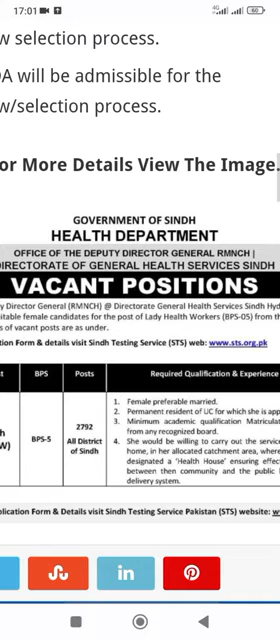 17:01
4G
60
w selection process.
DA will be admissible for the
w/selection process.
or More Details View The Image.
GOVERNMENT OF SINDH
HEALTH DEPARTMENT
OFFICE OF THE DEPUTY DIRECTOR GENERAL RMNCH |
DIRECTORATE OF GENERAL HEALTH SERVICES SINDH
VACANT POSITIONS
y Director General (RMNCH) @ Directorate General Health Services Sindh Hyd
itable female candidates for the post of Lady Health Workers (BPS-05) from th
s of vacant posts are as under.
tion Form & details visit Sindh Testing Service (STS) web: www.sts.org.pk
st BPS Posts Required Qualification & Experience
h
W)
BPS-5
2792
All District
of Sindh
1. Female preferable married.
2. Permanent resident of UC for which she is app
3. Minimum academic qualification Matriculat
from any recognized board.
4. She would be willing to carry out the service
home, in her allocated catchment area, where
designated a 'Health House' ensuring effect
between then community and the public
delivery system.
plication Form & Details visit Sindh Testing Service Pakistan (STS) website: w
in